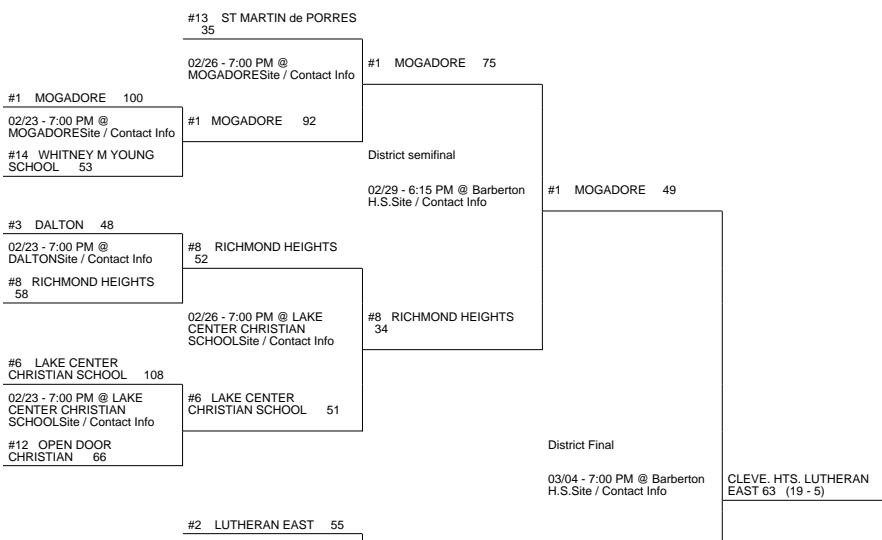 #13 ST MARTIN de PORRES
35
02/26 - 7:00 PM @
MOGADORESite / Contact Info
#1 MOGADORE 75
#1 MOGADORE 100
02/23 - 7:00 PM @
MOGADORESite / Contact Info
#1 MOGADORE 92
#14 WHITNEY M YOUNG
SCHOOL 53
District semifinal
02/29 - 6:15 PM @ Barberton
H.S.Site / Contact Info
#1 MOGADORE 49
#3 DALTON 48
02/23 - 7:00 PM @
DALTONSite / Contact Info
#8 RICHMOND HEIGHTS
52
#8 RICHMOND HEIGHTS
58
02/26 - 7:00 PM @ LAKE
CENTER CHRISTIAN
SCHOOLSite / Contact Info
#8 RICHMOND HEIGHTS
34
#6 LAKE CENTER
CHRISTIAN SCHOOL 108
02/23 - 7:00 PM @ LAKE
CENTER CHRISTIAN
SCHOOLSite / Contact Info
#6 LAKE CENTER
CHRISTIAN SCHOOL 51
#12 OPEN DOOR
CHRISTIAN 66
District Final
03/04 - 7:00 PM @ Barberton
H.S.Site / Contact Info
CLEVE. HTS. LUTHERAN
EAST 63 (19 - 5)
#2 LUTHERAN EAST 55